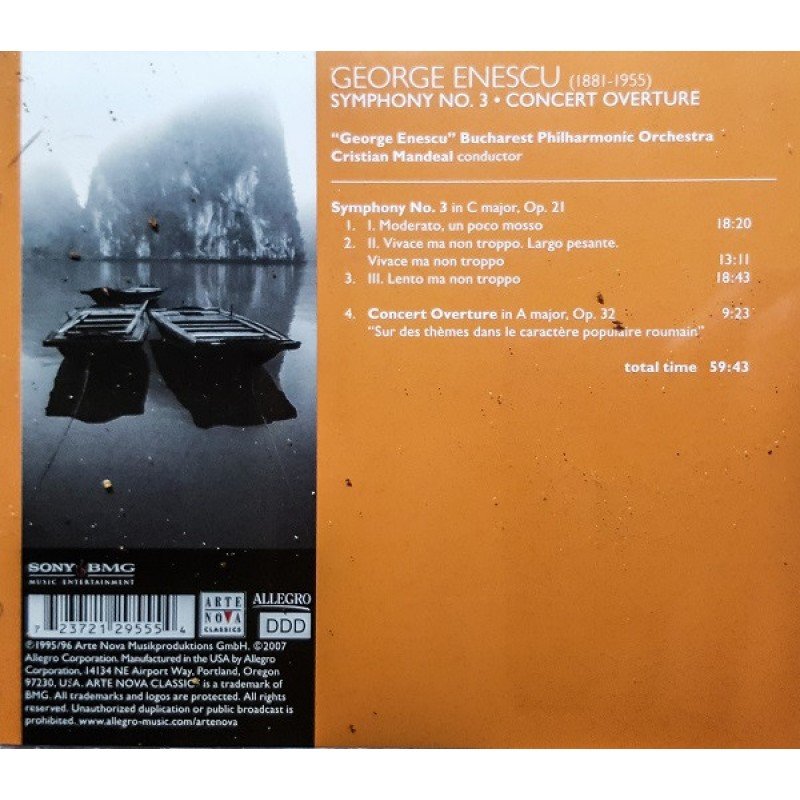 GEORGE ENESCU (1881-1955)
SYMPHONY NO. 3 • CONCERT OVERTURE
"George Enescu" Bucharest Philharmonic Orchestra
Cristian Mandeal conductor
Symphony No. 3 in C major, Op. 21
1. I. Moderato, un poco mosso 18:20
2. II. Vivace ma non troppo. Largo pesante.
Vivace ma non troppo 13:11
3. III. Lento ma non troppo 18:43
4. Concert Overture in A major, Op. 32 9:23
"Sur des thèmes dans le caractère populaire roumain"
total time 59:43
SONY BMG
MUSIC ENTERTAINMENT
7 23721 29555 4
ARTE
NOVA
CLASSICS
ALLEGRO
DDD
℗1995/96 Arte Nova Musikproduktions GmbH. ©2007
Allegro Corporation. Manufactured in the USA by Allegro
Corporation, 14134 NE Airport Way, Portland, Oregon
97230, USA. ARTE NOVA CLASSIC is a trademark of
BMG. All trademarks and logos are protected. All rights
reserved. Unauthorized duplication or public broadcast is
prohibited. www.allegro-music.com/artenova